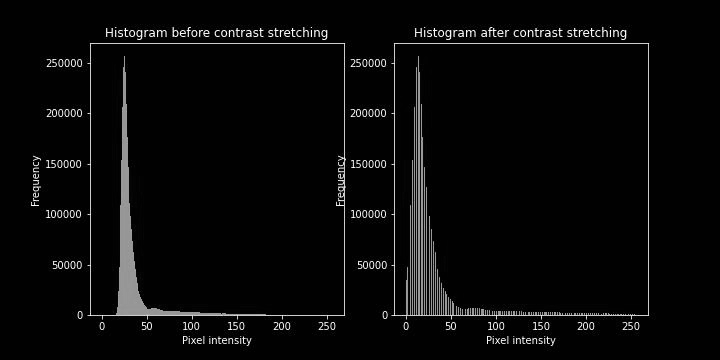 Histogram before contrast stretching
250000
200000
150000
100000
50000
0
Frequency
0 50 100 150 200 250
Pixel intensity
Histogram after contrast stretching
250000
200000
150000
100000
50000
0
Frequency
0 50 100 150 200 250
Pixel intensity